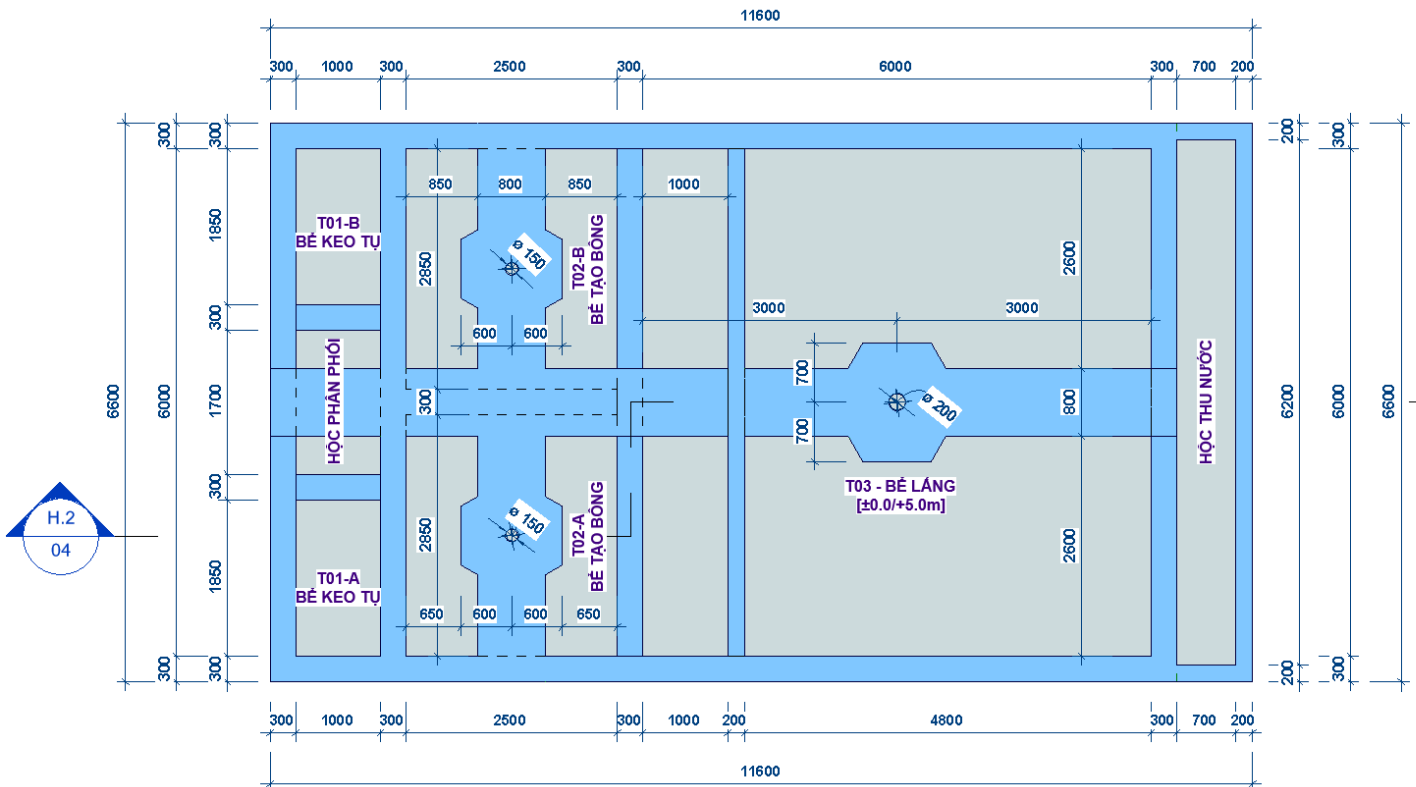 11600
300 1000 300 2500 300 6000 300 700 200
6600
6000
300
300
300
1850
300
1700
300
1850
300
T01-B
BỂ KEO TỤ
HỘC PHÂN PHỐI
T01-A
BỂ KEO TỤ
850 800 850 1000
2850
ø 150
T02-B
BỂ TẠO BÔNG
600 600
300
2850
ø 150
T02-A
BỂ TẠO BÔNG
650 600 600 650
3000 3000
700
700
ø 200
T03 - BỂ LẮNG
[±0.0/+5.0m]
2600
800
2600
HỘC THU NƯỚC
200
6200
200
300
6000
300
6600
H.2
04
300 1000 300 2500 300 1000 200 4800 300 700 200
11600